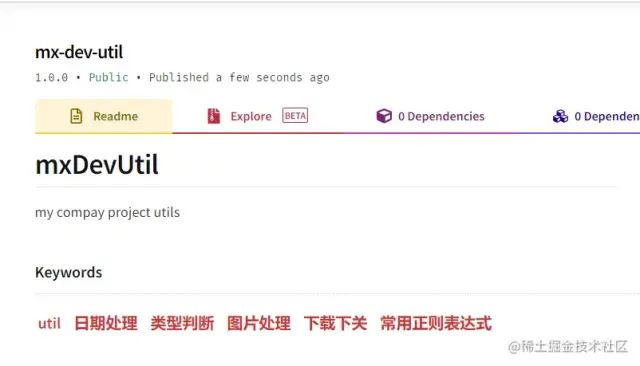 mx-dev-util
1.0.0 • Public • Published a few seconds ago
Readme Explore BETA 0 Dependencies 0 Depende
mxDevUtil
my compay project utils
Keywords
util 日期处理 类型判断 图片处理 下载下关 常用正则表达式
@稀土掘金技术社区